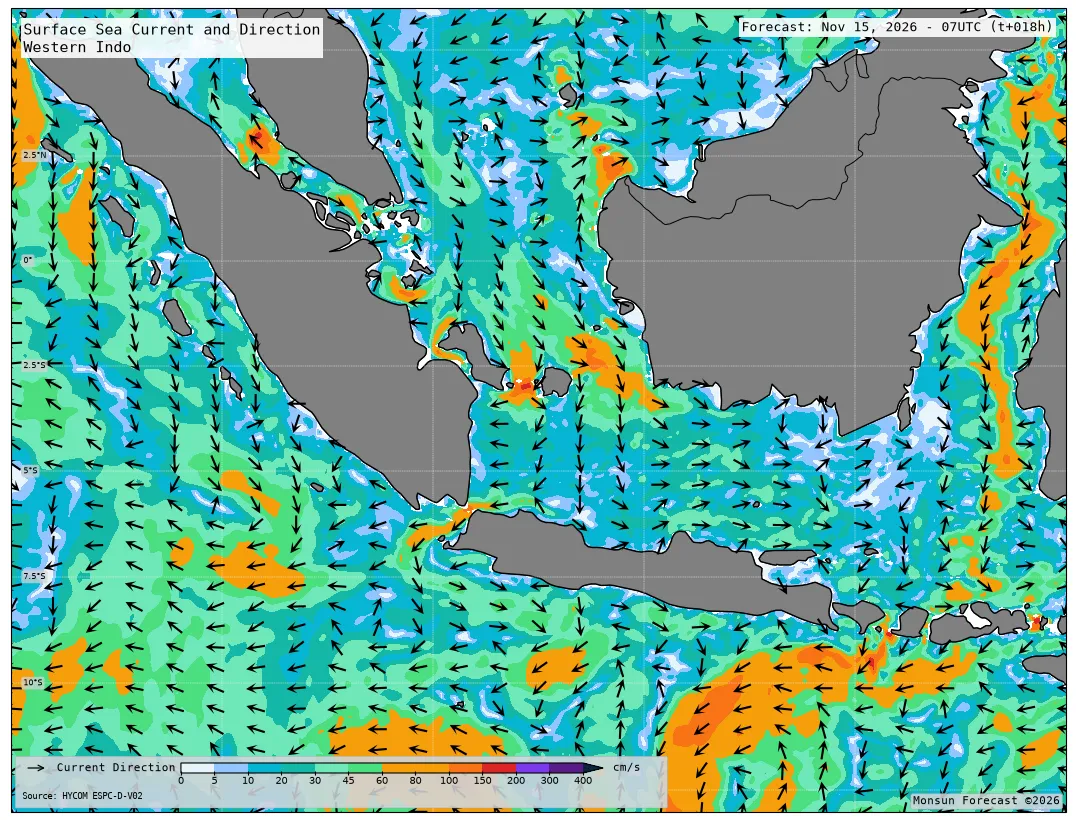 Surface Sea Current and Direction
Western Indo
Forecast: Nov 15, 2026 - 07UTC (t+018h)
2.5°N
0°
2.5°S
5°S
7.5°S
10°S
Current Direction
0 5 10 20 30 45 60 80 100 150 200 300 400
cm/s
Source: HYCOM ESPC-D-V02
Monsun Forecast ©2026